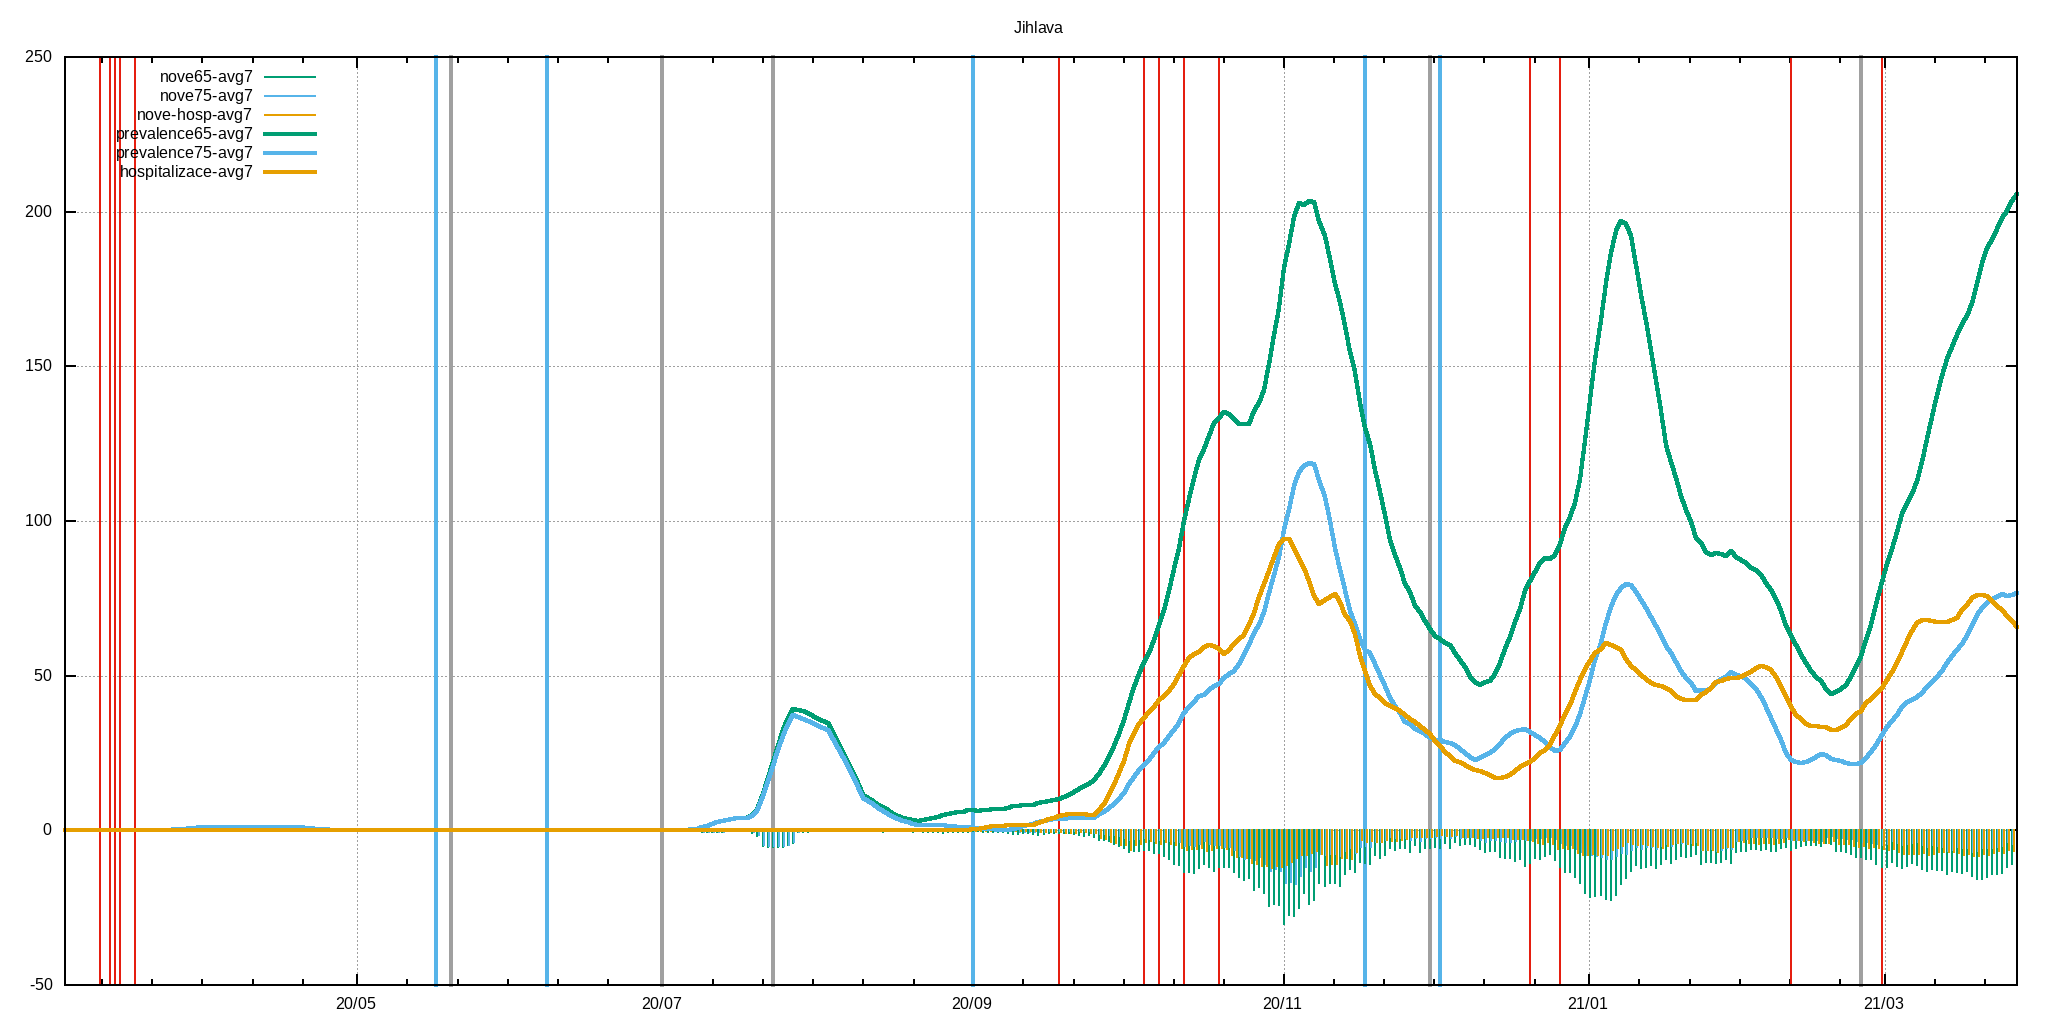 Jihlava
250
nove65-avg7
nove75-avg7
nove-hosp-avg7
prevalence65-avg7
prevalence75-avg7
hospitalizace-avg7
200
150
100
50
0
-50
20/05 20/07 20/09 20/11 21/01 21/03